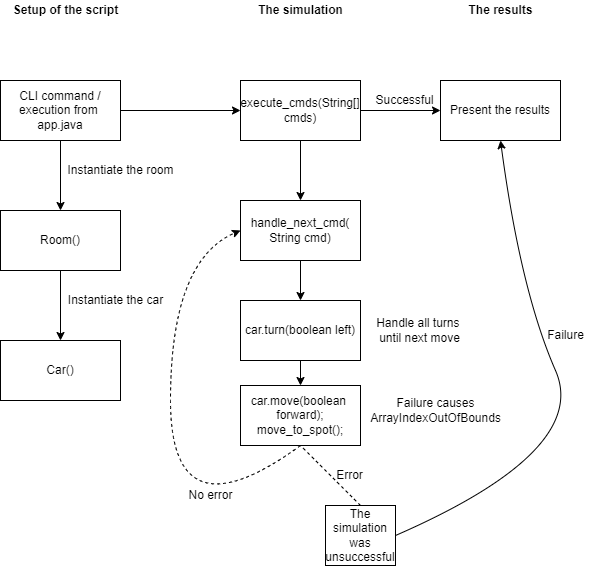 Setup of the script
The simulation
The results
CLI command /
execution from
app.java
execute_cmds(String[]
cmds)
Successful
Present the results
Instantiate the room
Room()
handle_next_cmd(
String cmd)
Instantiate the car
Car()
car.turn(boolean left)
Handle all turns
until next move
Failure
car.move(boolean
forward);
move_to_spot();
Failure causes
ArrayIndexOutOfBounds
No error
Error
The
simulation
was
unsuccessful